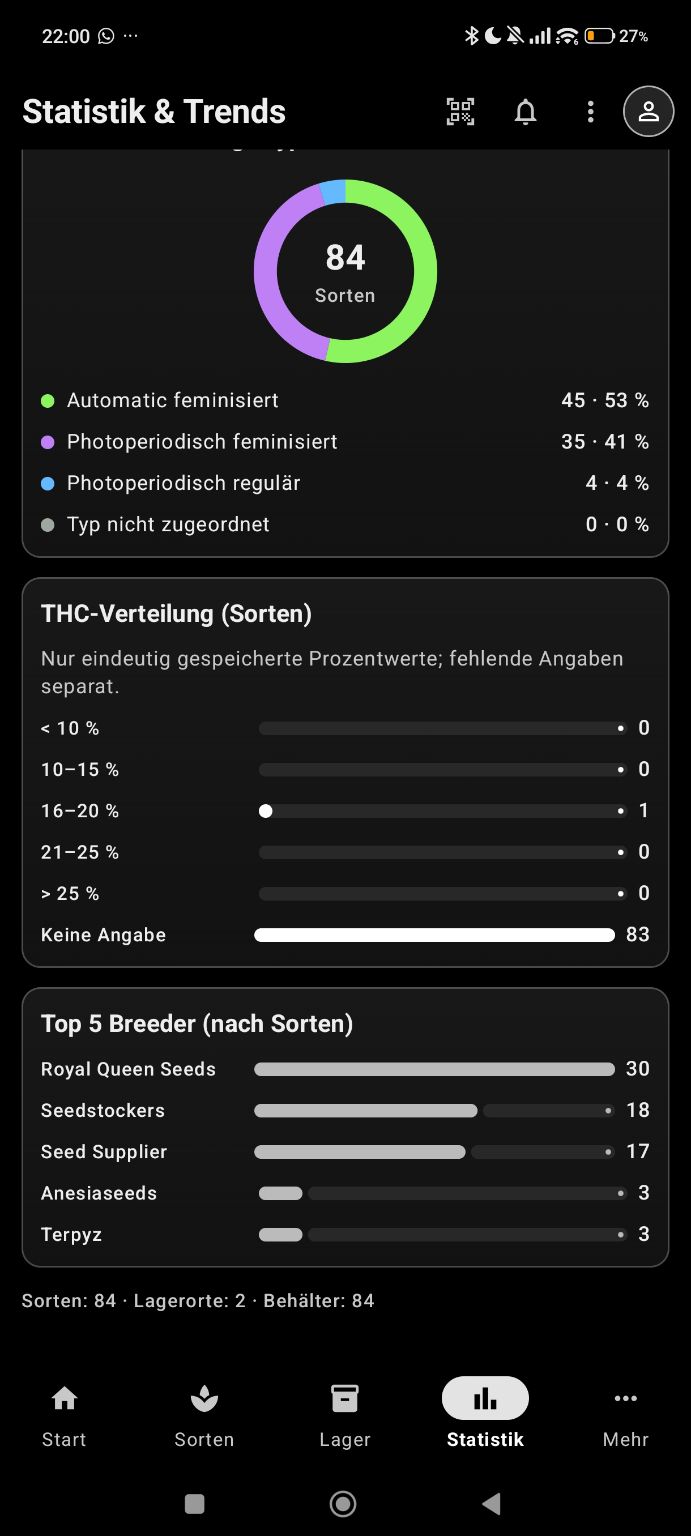 22:00 ... 27%
Statistik & Trends
84
Sorten
Automatic feminisiert 45 · 53 %
Photoperiodisch feminisiert 35 · 41 %
Photoperiodisch regulär 4 · 4 %
Typ nicht zugeordnet 0 · 0 %
THC-Verteilung (Sorten)
Nur eindeutig gespeicherte Prozentwerte; fehlende Angaben
separat.
< 10 % 0
10–15 % 0
16–20 % 1
21–25 % 0
> 25 % 0
Keine Angabe 83
Top 5 Breeder (nach Sorten)
Royal Queen Seeds 30
Seedstockers 18
Seed Supplier 17
Anesiaseeds 3
Terpyz 3
Sorten: 84 · Lagerorte: 2 · Behälter: 84
Start Sorten Lager Statistik Mehr